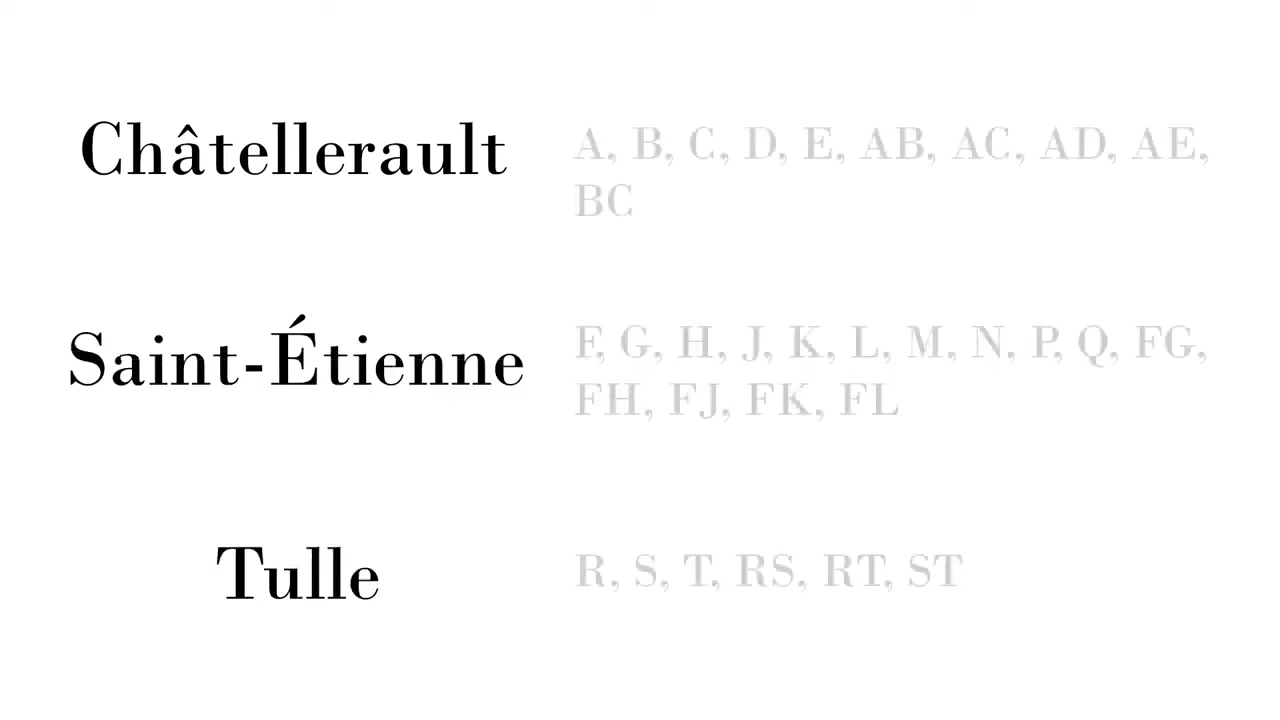 Châtellerault
A, B, C, D, E, AB, AC, AD, AE,
BC
Saint-Étienne
F, G, H, J, K, L, M, N, P, Q, FG,
FH, FJ, FK, FL
Tulle
R, S, T, RS, RT, ST